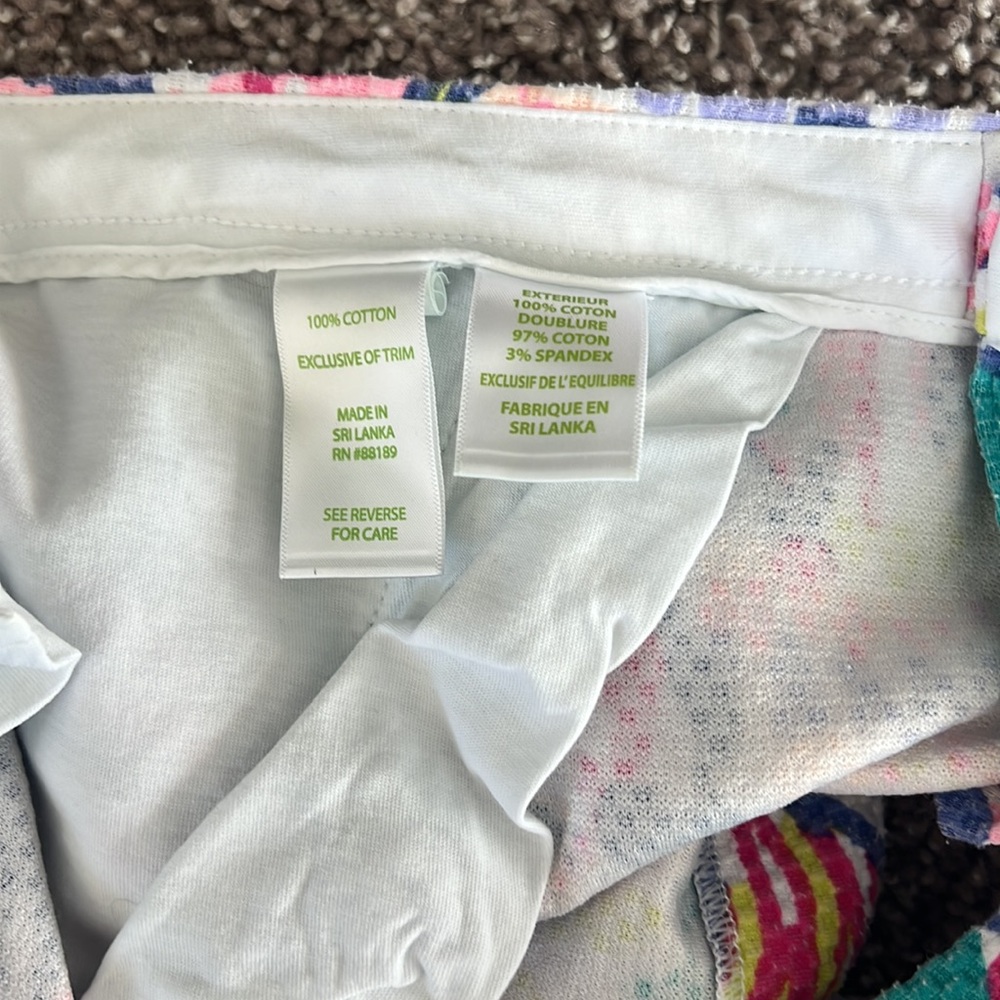 100% COTTON
EXCLUSIVE OF TRIM
MADE IN
SRI LANKA
RN #88189
SEE REVERSE
FOR CARE
EXTERIEUR
100% COTON
DOUBLURE
97% COTON
3% SPANDEX
EXCLUSIF DE L'EQUILIBRE
FABRIQUE EN
SRI LANKA